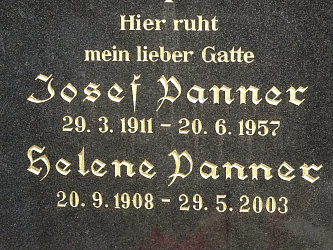 Hier ruht
mein lieber Gatte
Josef Panner
29. 3. 1911 – 20. 6. 1957
Helene Panner
20. 9. 1908 – 29. 5. 2003